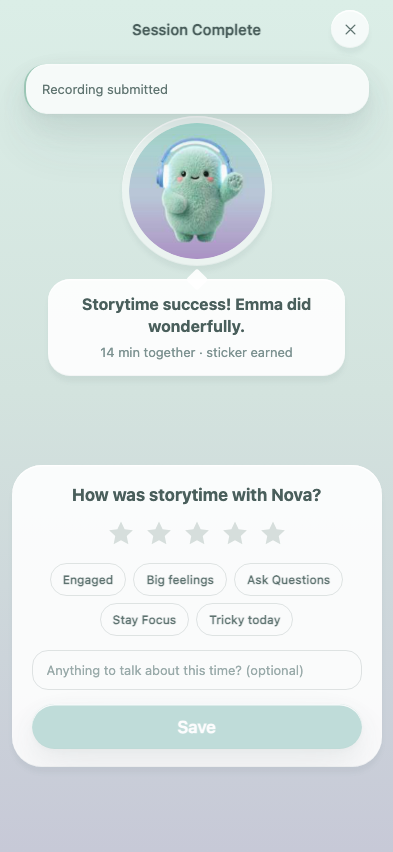 Session Complete
Recording submitted
Storytime success! Emma did
wonderfully.
14 min together · sticker earned
How was storytime with Nova?
Engaged
Big feelings
Ask Questions
Stay Focus
Tricky today
Anything to talk about this time? (optional)
Save